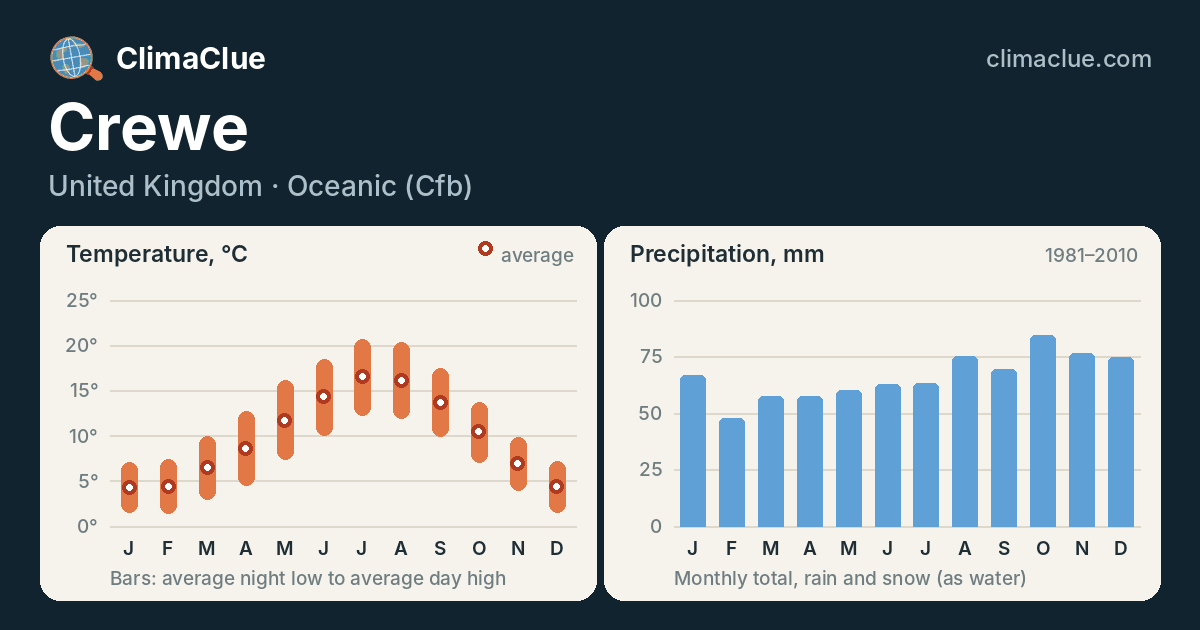 ClimaClue
climaclue.com
Crewe
United Kingdom · Oceanic (Cfb)
Temperature, °C
average
25°
20°
15°
10°
5°
0°
J F M A M J J A S O N D
Bars: average night low to average day high
Precipitation, mm
1981–2010
100
75
50
25
0
J F M A M J J A S O N D
Monthly total, rain and snow (as water)